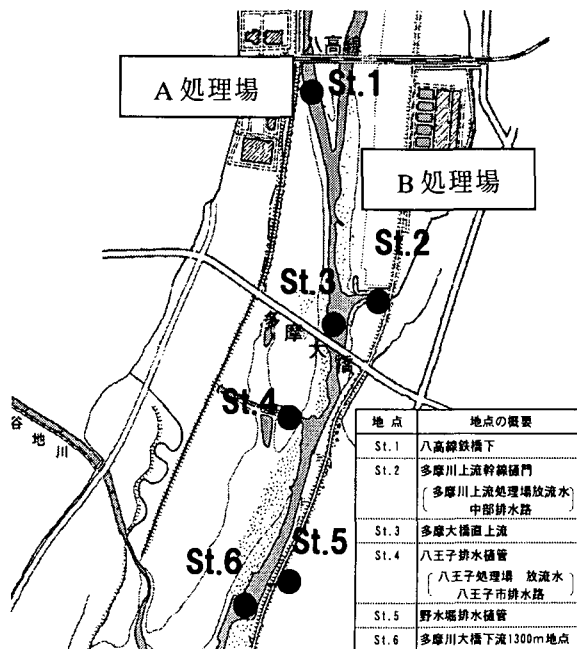 八高線
A 処理場
St.1
B 処理場
St.2
St.3
多摩大橋
St.4
谷地川
St.5
St.6
地点 地点の概要
St.1 八高線鉄橋下
St.2 多摩川上流幹線樋門
多摩川上流処理場放流水
中部排水路
St.3 多摩大橋直上流
St.4 八王子排水樋管
八王子処理場 放流水
八王子市排水路
St.5 野水堀排水樋管
St.6 多摩川大橋下流1300m地点